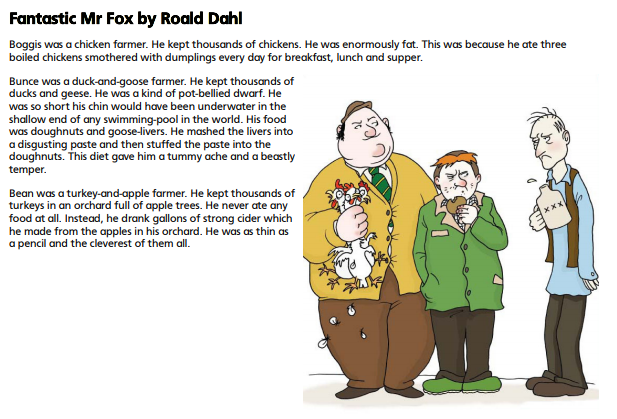 Fantastic Mr Fox by Roald Dahl
Boggis was a chicken farmer. He kept thousands of chickens. He was enormously fat. This was because he ate three
boiled chickens smothered with dumplings every day for breakfast, lunch and supper.
Bunce was a duck-and-goose farmer. He kept thousands of
ducks and geese. He was a kind of pot-bellied dwarf. He
was so short his chin would have been underwater in the
shallow end of any swimming-pool in the world. His food
was doughnuts and goose-livers. He mashed the livers into
a disgusting paste and then stuffed the paste into the
doughnuts. This diet gave him a tummy ache and a beastly
temper.
Bean was a turkey-and-apple farmer. He kept thousands of
turkeys in an orchard full of apple trees. He never ate any
food at all. Instead, he drank gallons of strong cider which
he made from the apples in his orchard. He was as thin as
a pencil and the cleverest of them all.
xxx